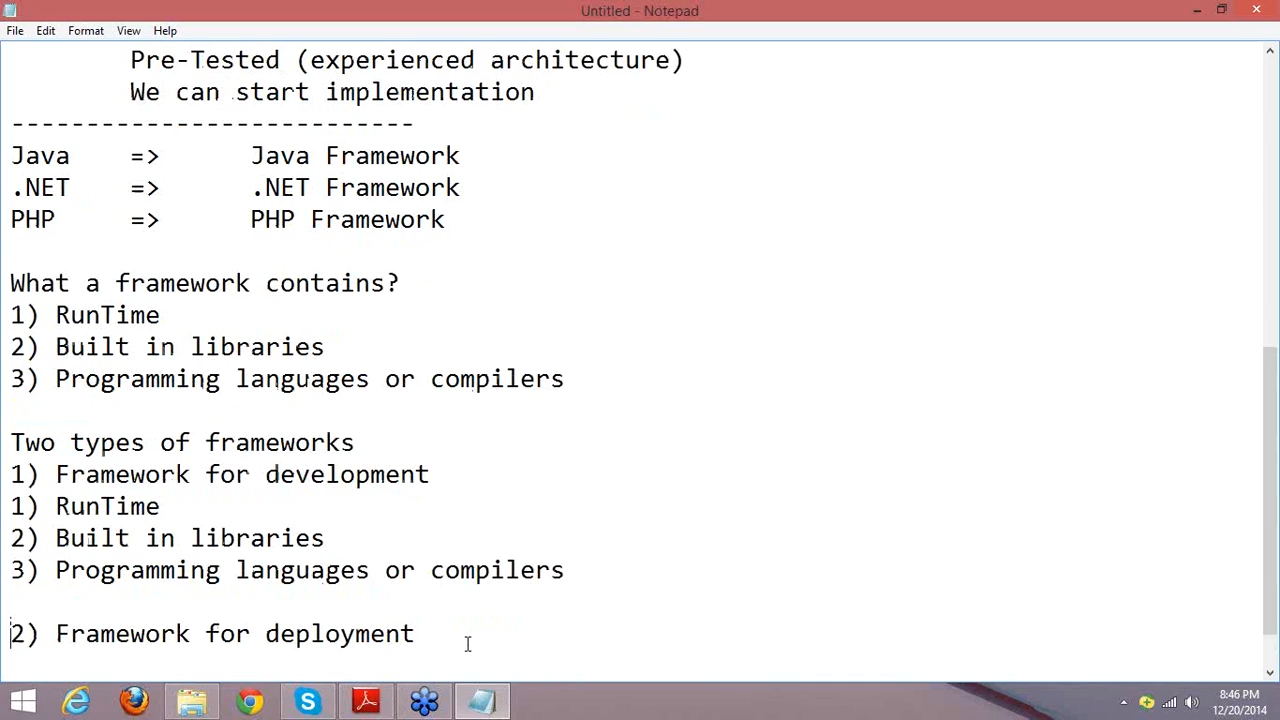 Untitled - Notepad
File Edit Format View Help
Pre-Tested (experienced architecture)
We can start implementation
---------------------------
Java => Java Framework
.NET => .NET Framework
PHP => PHP Framework
What a framework contains?
1) RunTime
2) Built in libraries
3) Programming languages or compilers
Two types of frameworks
1) Framework for development
1) RunTime
2) Built in libraries
3) Programming languages or compilers
2) Framework for deployment
8:46 PM
12/20/2014